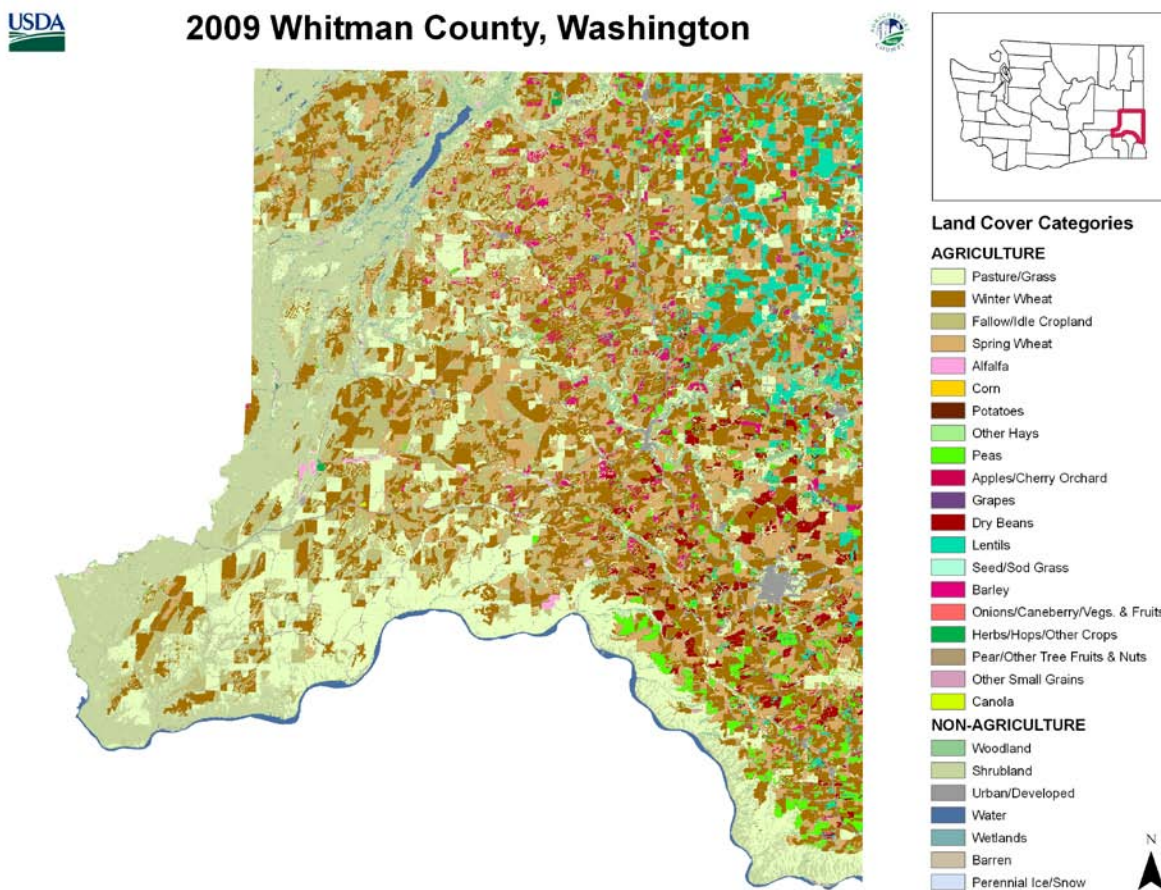 USDA
2009 Whitman County, Washington
Land Cover Categories
AGRICULTURE
Pasture/Grass
Winter Wheat
Fallow/Idle Cropland
Spring Wheat
Alfalfa
Corn
Potatoes
Other Hays
Peas
Apples/Cherry Orchard
Grapes
Dry Beans
Lentils
Seed/Sod Grass
Barley
Onions/Caneberry/Vegs. & Fruits
Herbs/Hops/Other Crops
Pear/Other Tree Fruits & Nuts
Other Small Grains
Canola
NON-AGRICULTURE
Woodland
Shrubland
Urban/Developed
Water
Wetlands
Barren
Perennial Ice/Snow
N